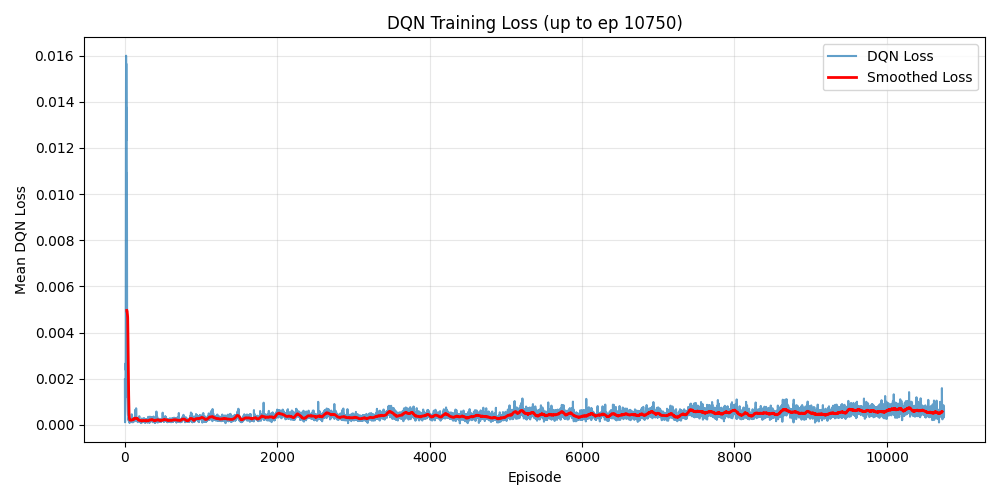 DQN Training Loss (up to ep 10750)
DQN Loss
Smoothed Loss
Mean DQN Loss
0.016
0.014
0.012
0.010
0.008
0.006
0.004
0.002
0.000
0 2000 4000 6000 8000 10000
Episode